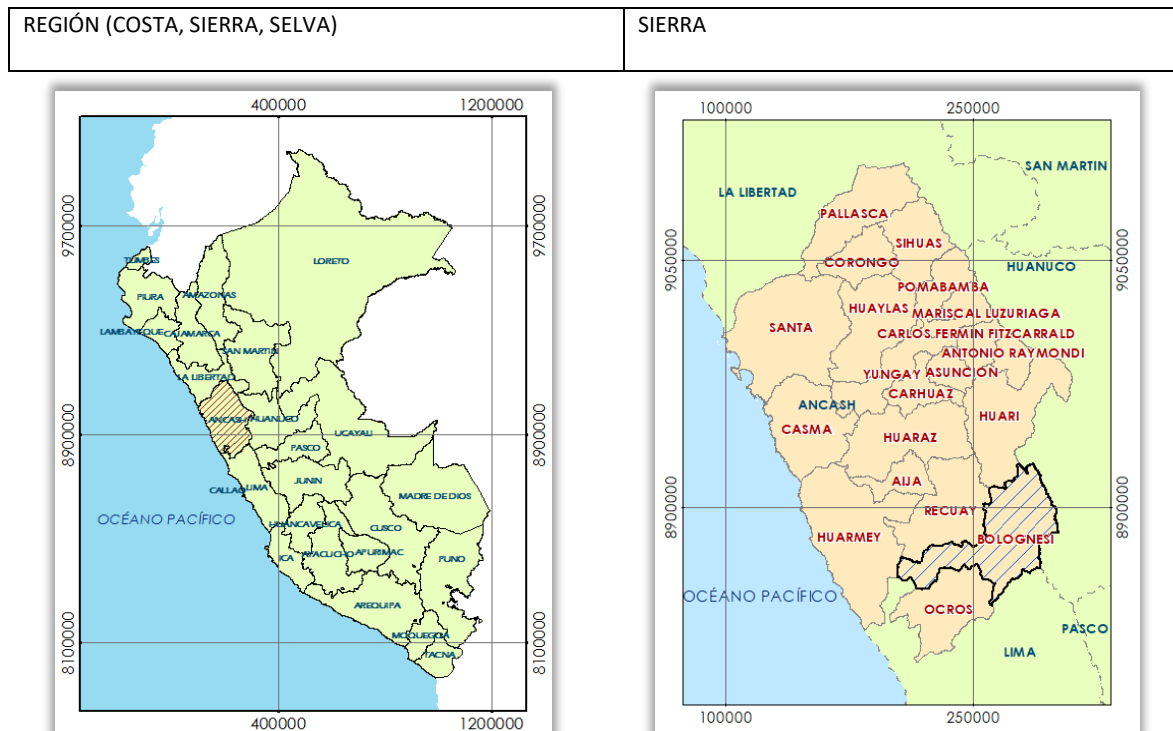 REGIÓN (COSTA, SIERRA, SELVA)
SIERRA
400000
1200000
9700000
9700000
LORETO
TUMBES
PIURA
AMAZONAS
LAMBAYEQUE
CAJAMARCA
SAN MARTIN
LA LIBERTAD
ANCASH
HUANUCO
UCAYALI
8900000
8900000
PASCO
JUNIN
CALLAO
LIMA
MADRE DE DIOS
OCÉANO PACÍFICO
HUANCAVELICA
CUSCO
ICA
AYACUCHO
APURIMAC
PUNO
AREQUIPA
MOQUEGUA
TACNA
8100000
8100000
400000
1200000
100000
250000
SAN MARTIN
LA LIBERTAD
PALLASCA
SIHUAS
9050000
9050000
CORONGO
HUANUCO
POMABAMBA
HUAYLAS
MARISCAL LUZURIAGA
SANTA
CARLOS FERMIN FITZCARRALD
ANTONIO RAYMONDI
YUNGAY
ASUNCIÓN
CARHUAZ
ANCASH
HUARI
CASMA
HUARAZ
AIJA
8900000
8900000
RECUAY
HUARMEY
BOLOGNESI
OCÉANO PACÍFICO
OCROS
PASCO
LIMA
100000
250000